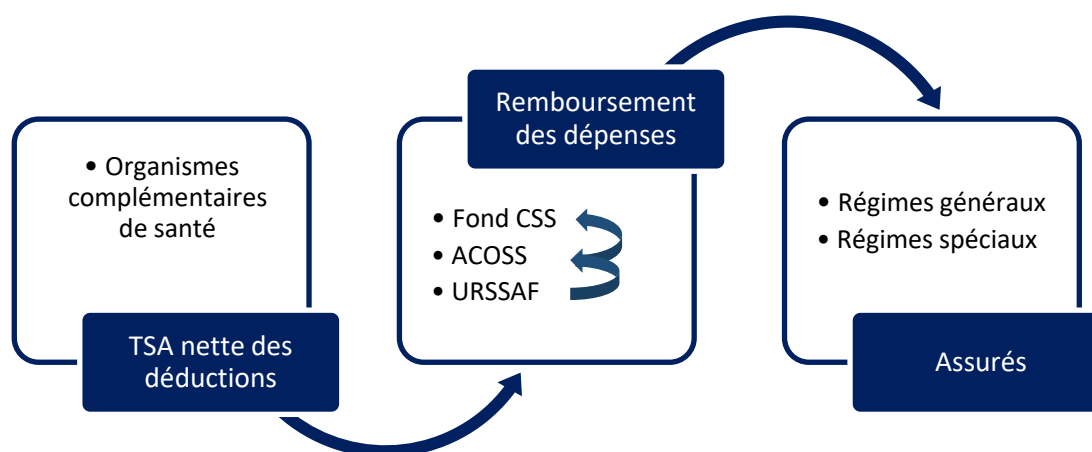 • Organismes
complémentaires
de santé
TSA nette des
déductions
Remboursement
des dépenses
• Fond CSS
• ACOSS
• URSSAF
• Régimes généraux
• Régimes spéciaux
Assurés